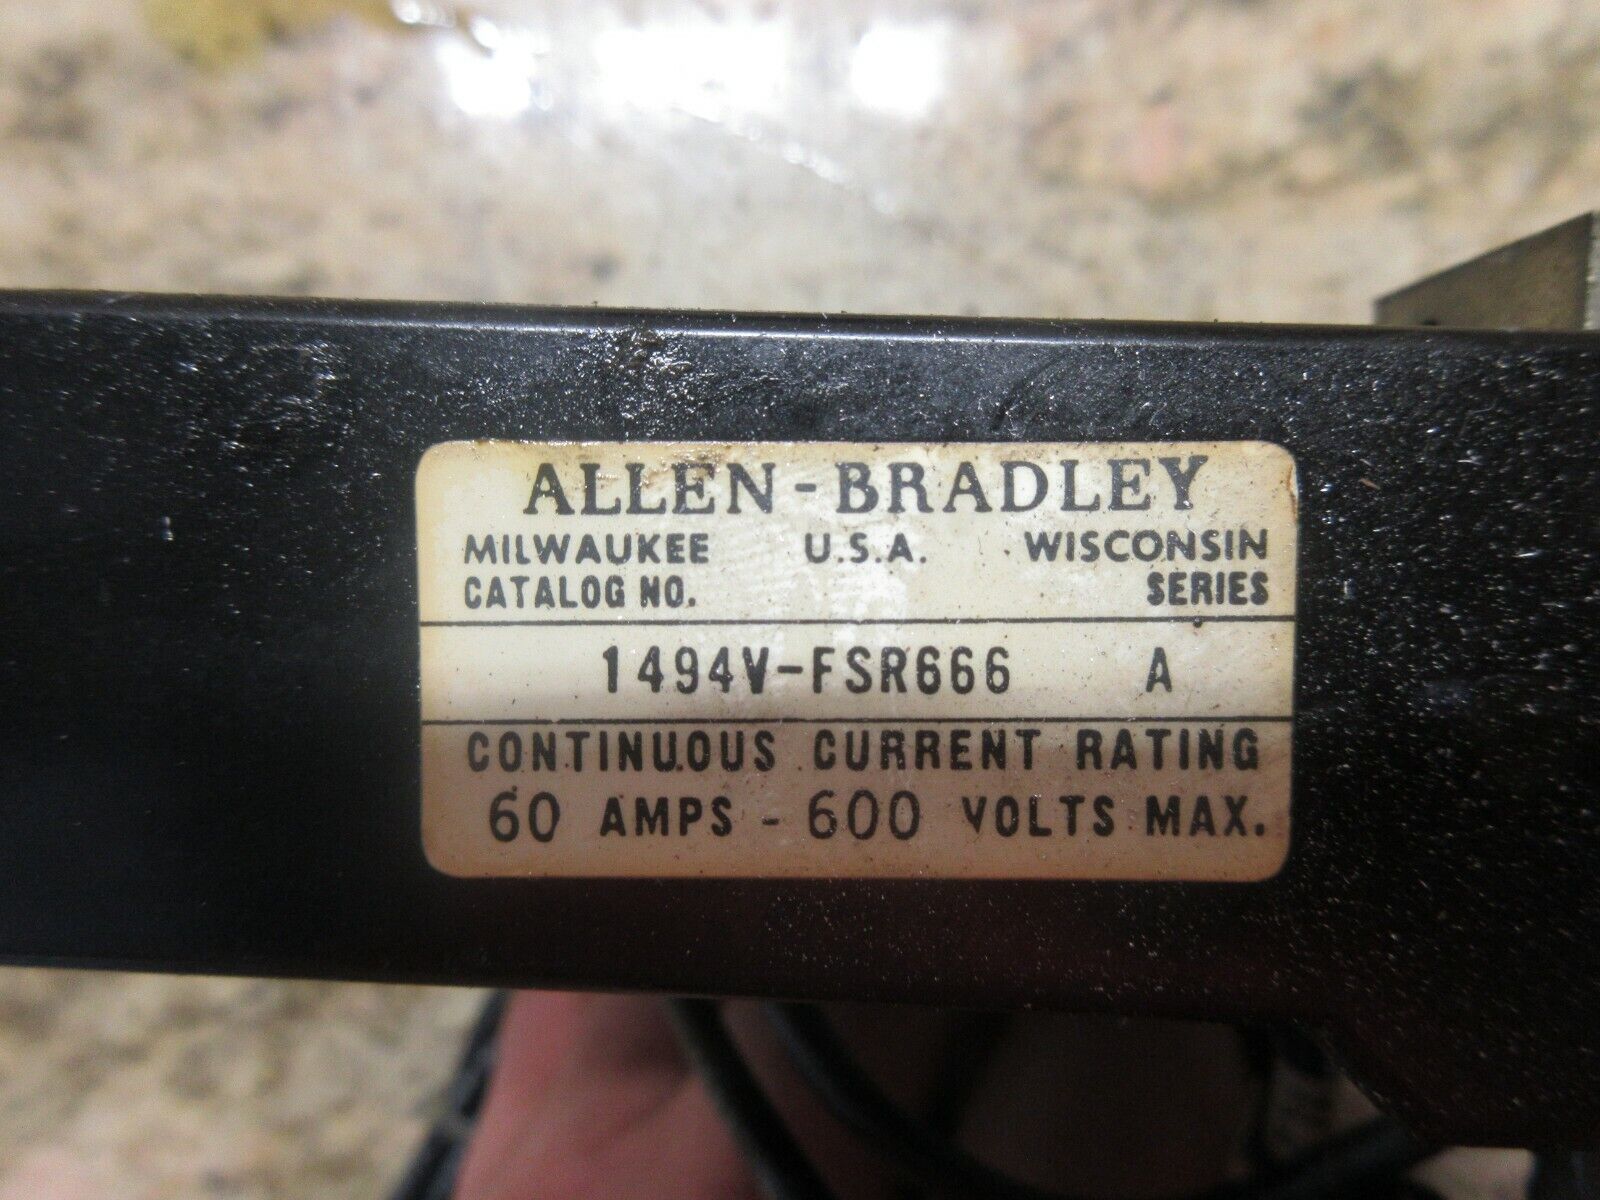 ALLEN-BRADLEY
MILWAUKEE U.S.A. WISCONSIN
CATALOG NO. SERIES
1494V-FSR666 A
CONTINUOUS CURRENT RATING
60 AMPS - 600 VOLTS MAX.